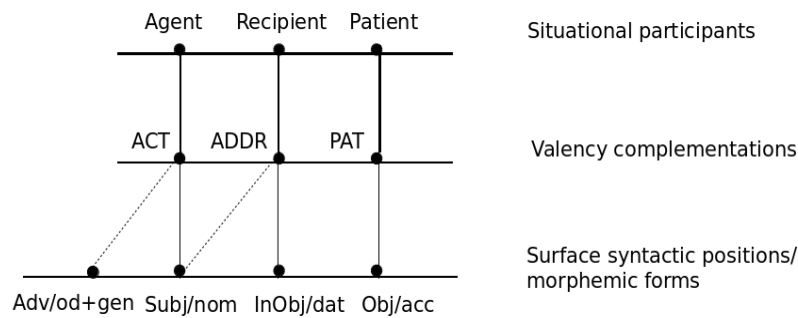 Agent Recipient Patient Situational participants
ACT ADDR PAT Valency complementations
Surface syntactic positions/
morphemic forms
Adv/od+gen Subj/nom InObj/dat Obj/acc